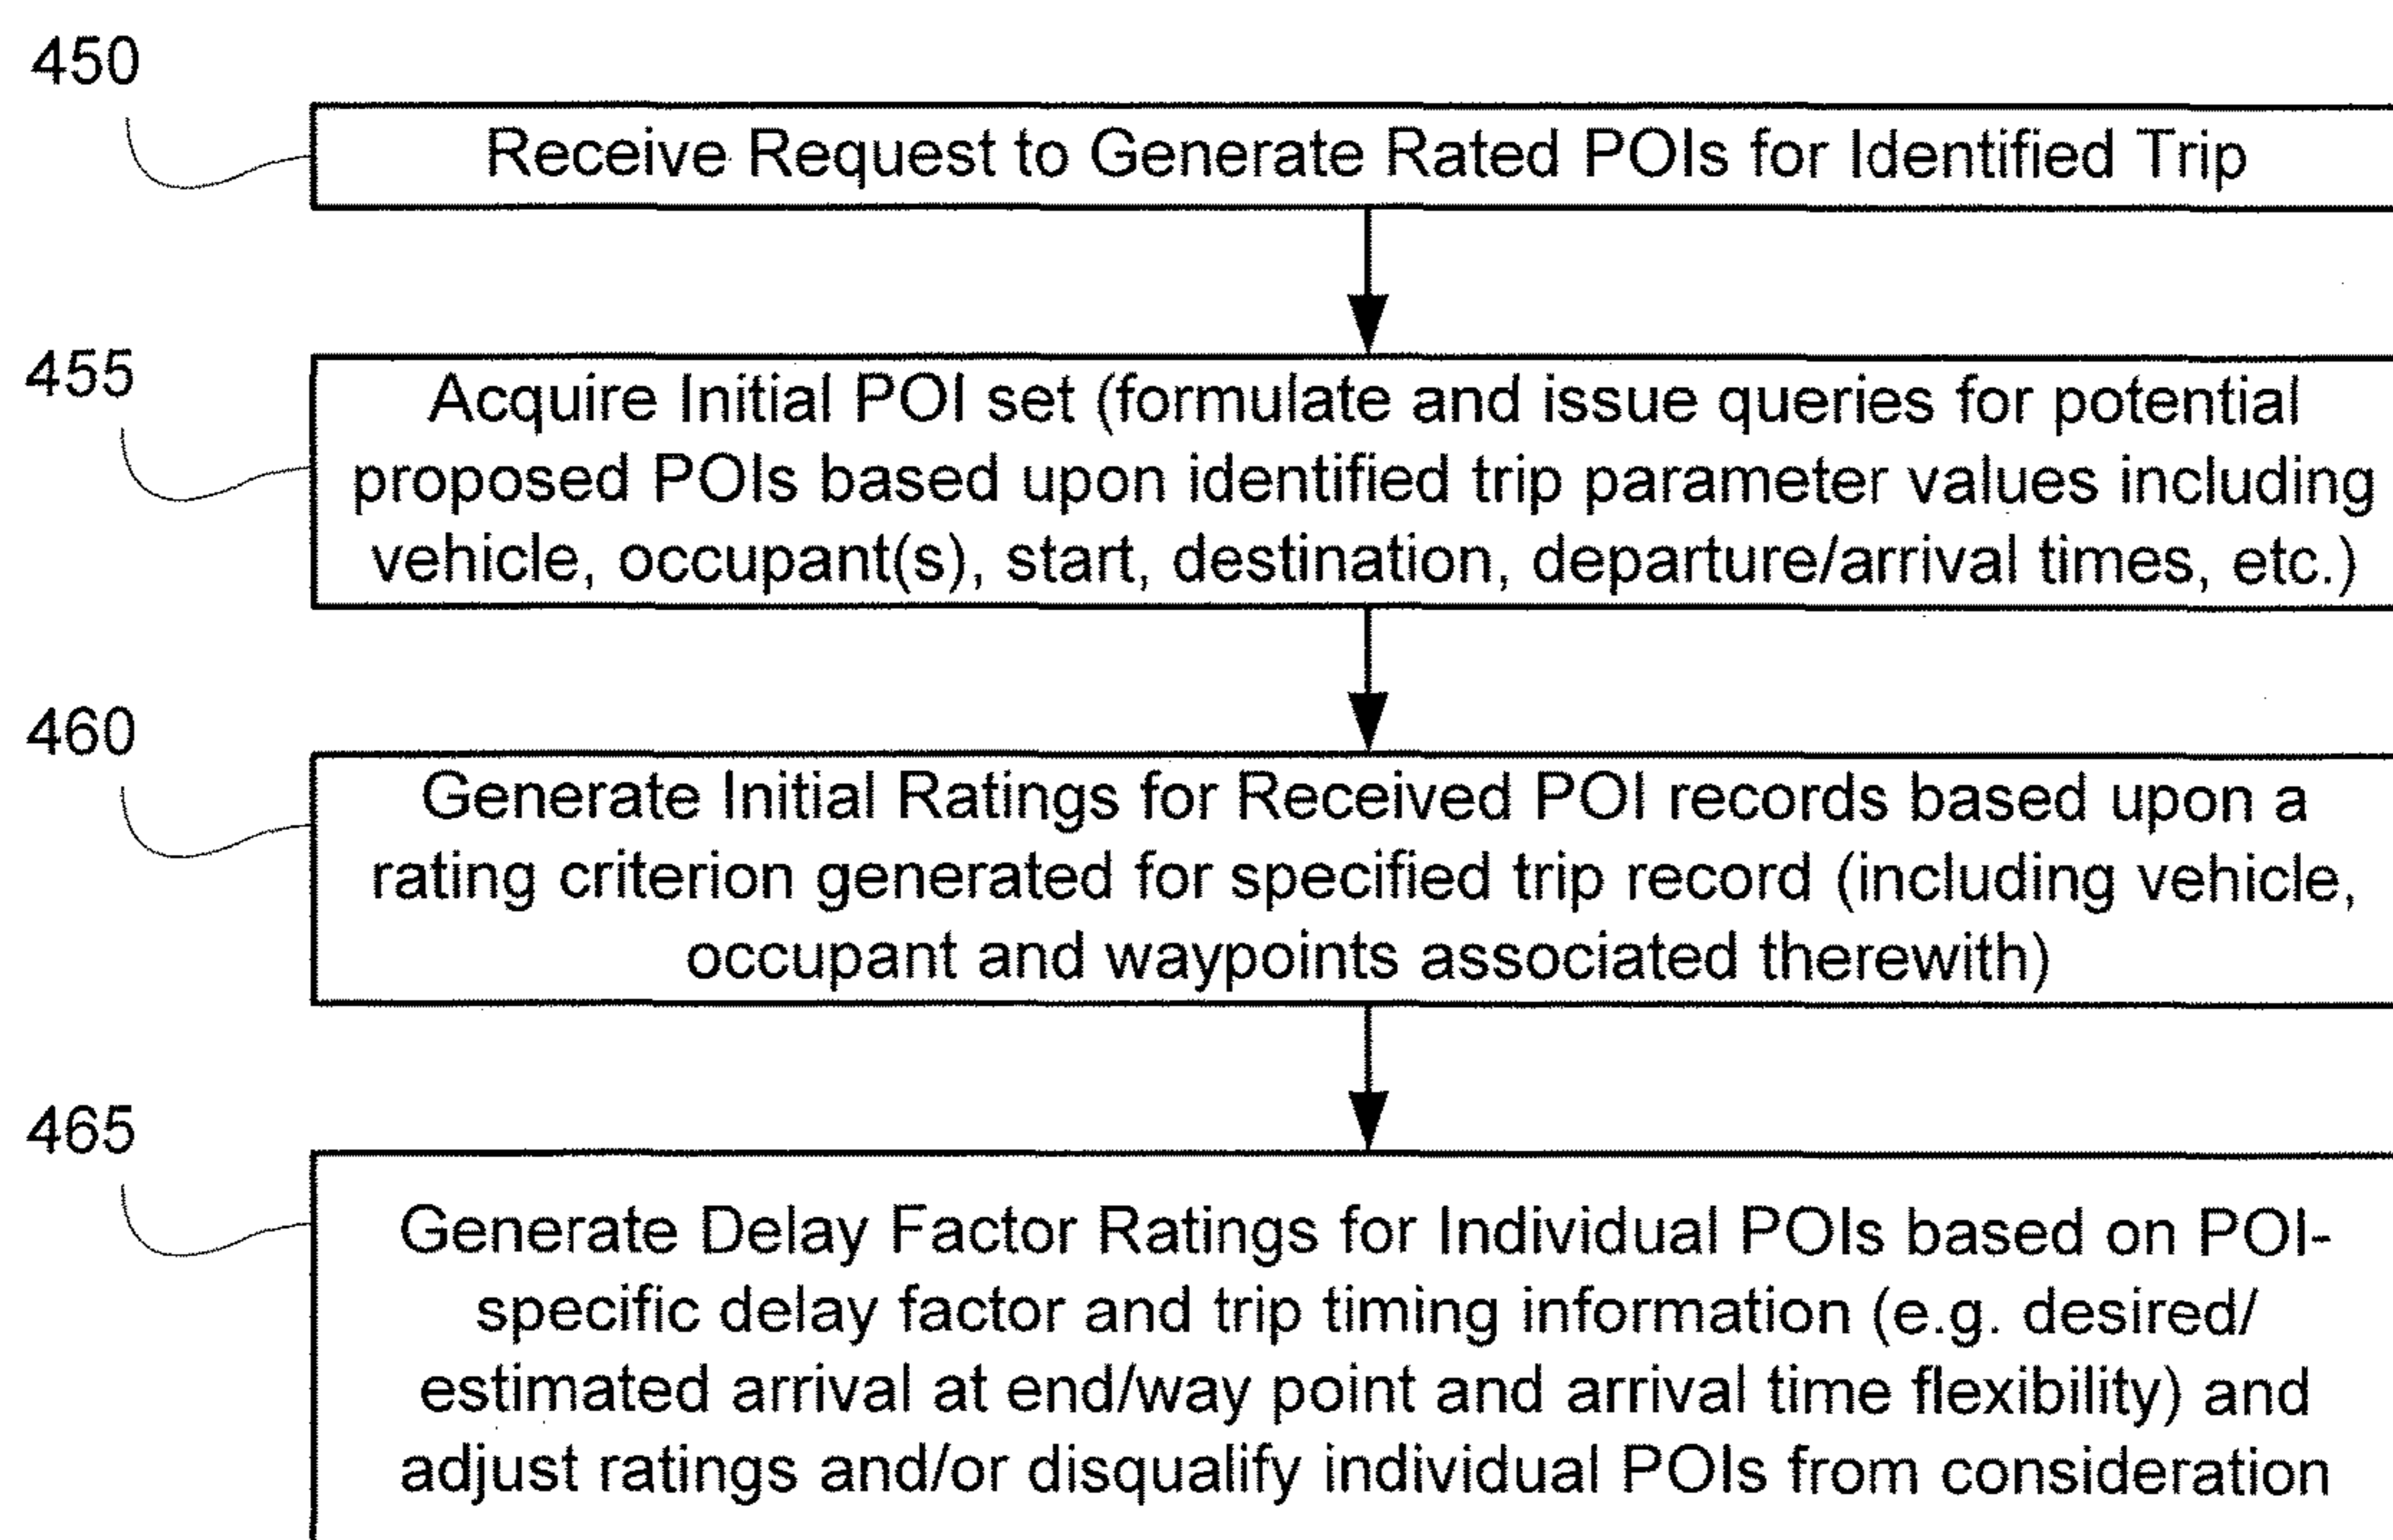 450
Receive Request to Generate Rated POIs for Identified Trip
455
Acquire Initial POI set (formulate and issue queries for potential
proposed POIs based upon identified trip parameter values including
vehicle, occupant(s), start, destination, departure/arrival times, etc.)
460
Generate Initial Ratings for Received POI records based upon a
rating criterion generated for specified trip record (including vehicle,
occupant and waypoints associated therewith)
465
Generate Delay Factor Ratings for Individual POIs based on POI-
specific delay factor and trip timing information (e.g. desired/
estimated arrival at end/way point and arrival time flexibility) and
adjust ratings and/or disqualify individual POIs from consideration